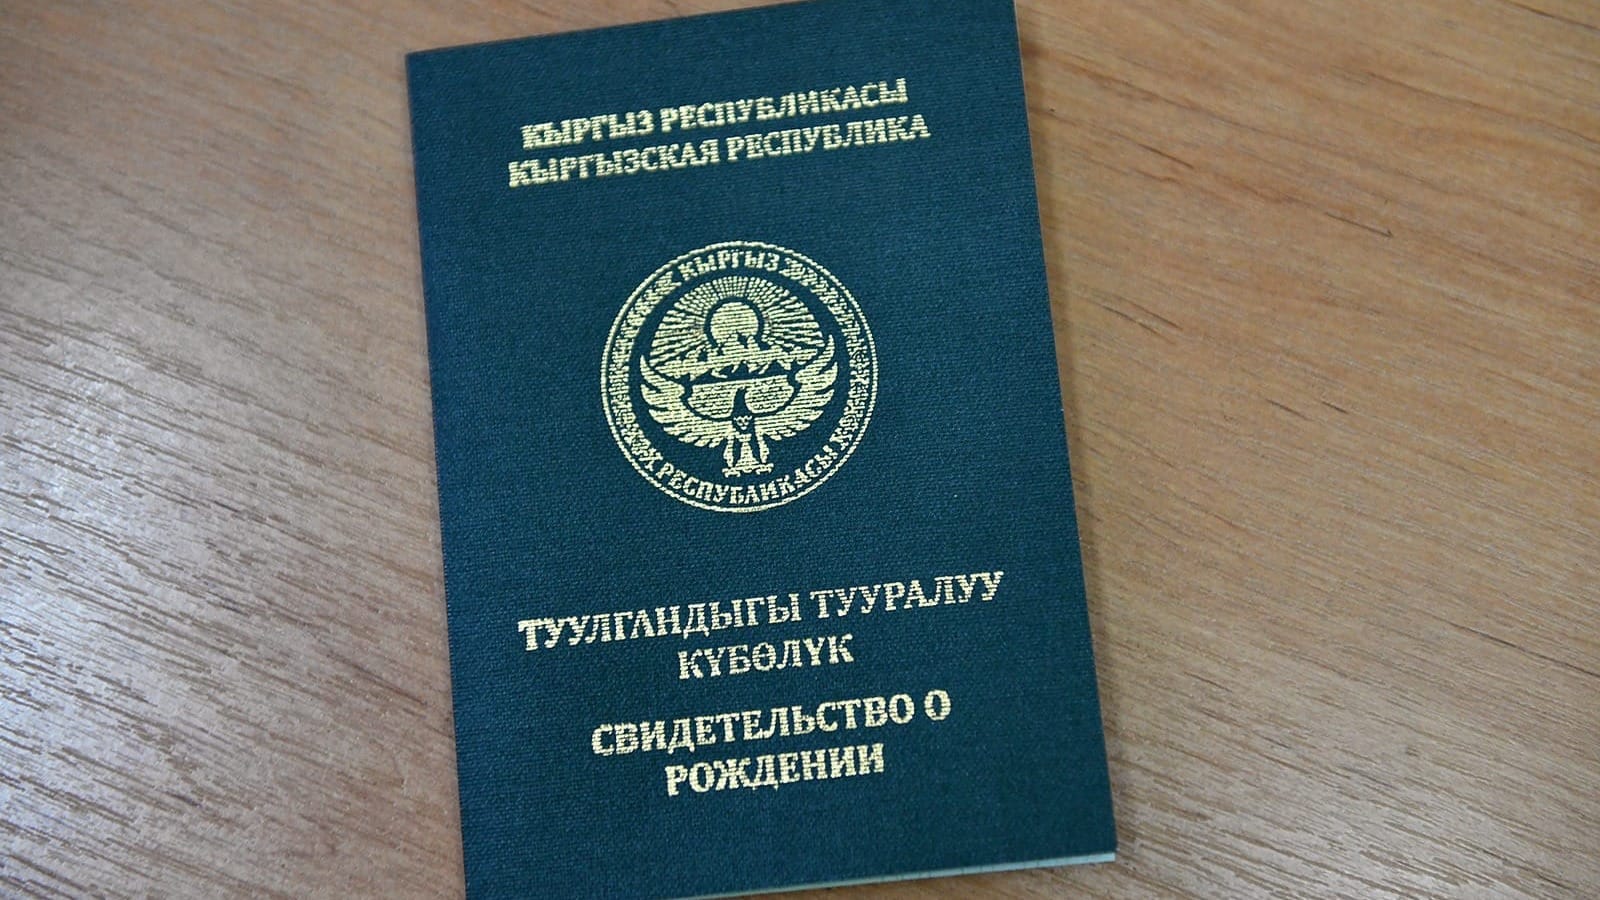 КЫРГЫЗ РЕСПУБЛИКАСЫ
КЫРГЫЗСКАЯ РЕСПУБЛИКА
КЫРГЫЗ
РЕСПУБЛИКАСЫ
ТУУЛГАНДЫГЫ ТУУРАЛУУ
КҮБӨЛҮК
СВИДЕТЕЛЬСТВО О
РОЖДЕНИИ